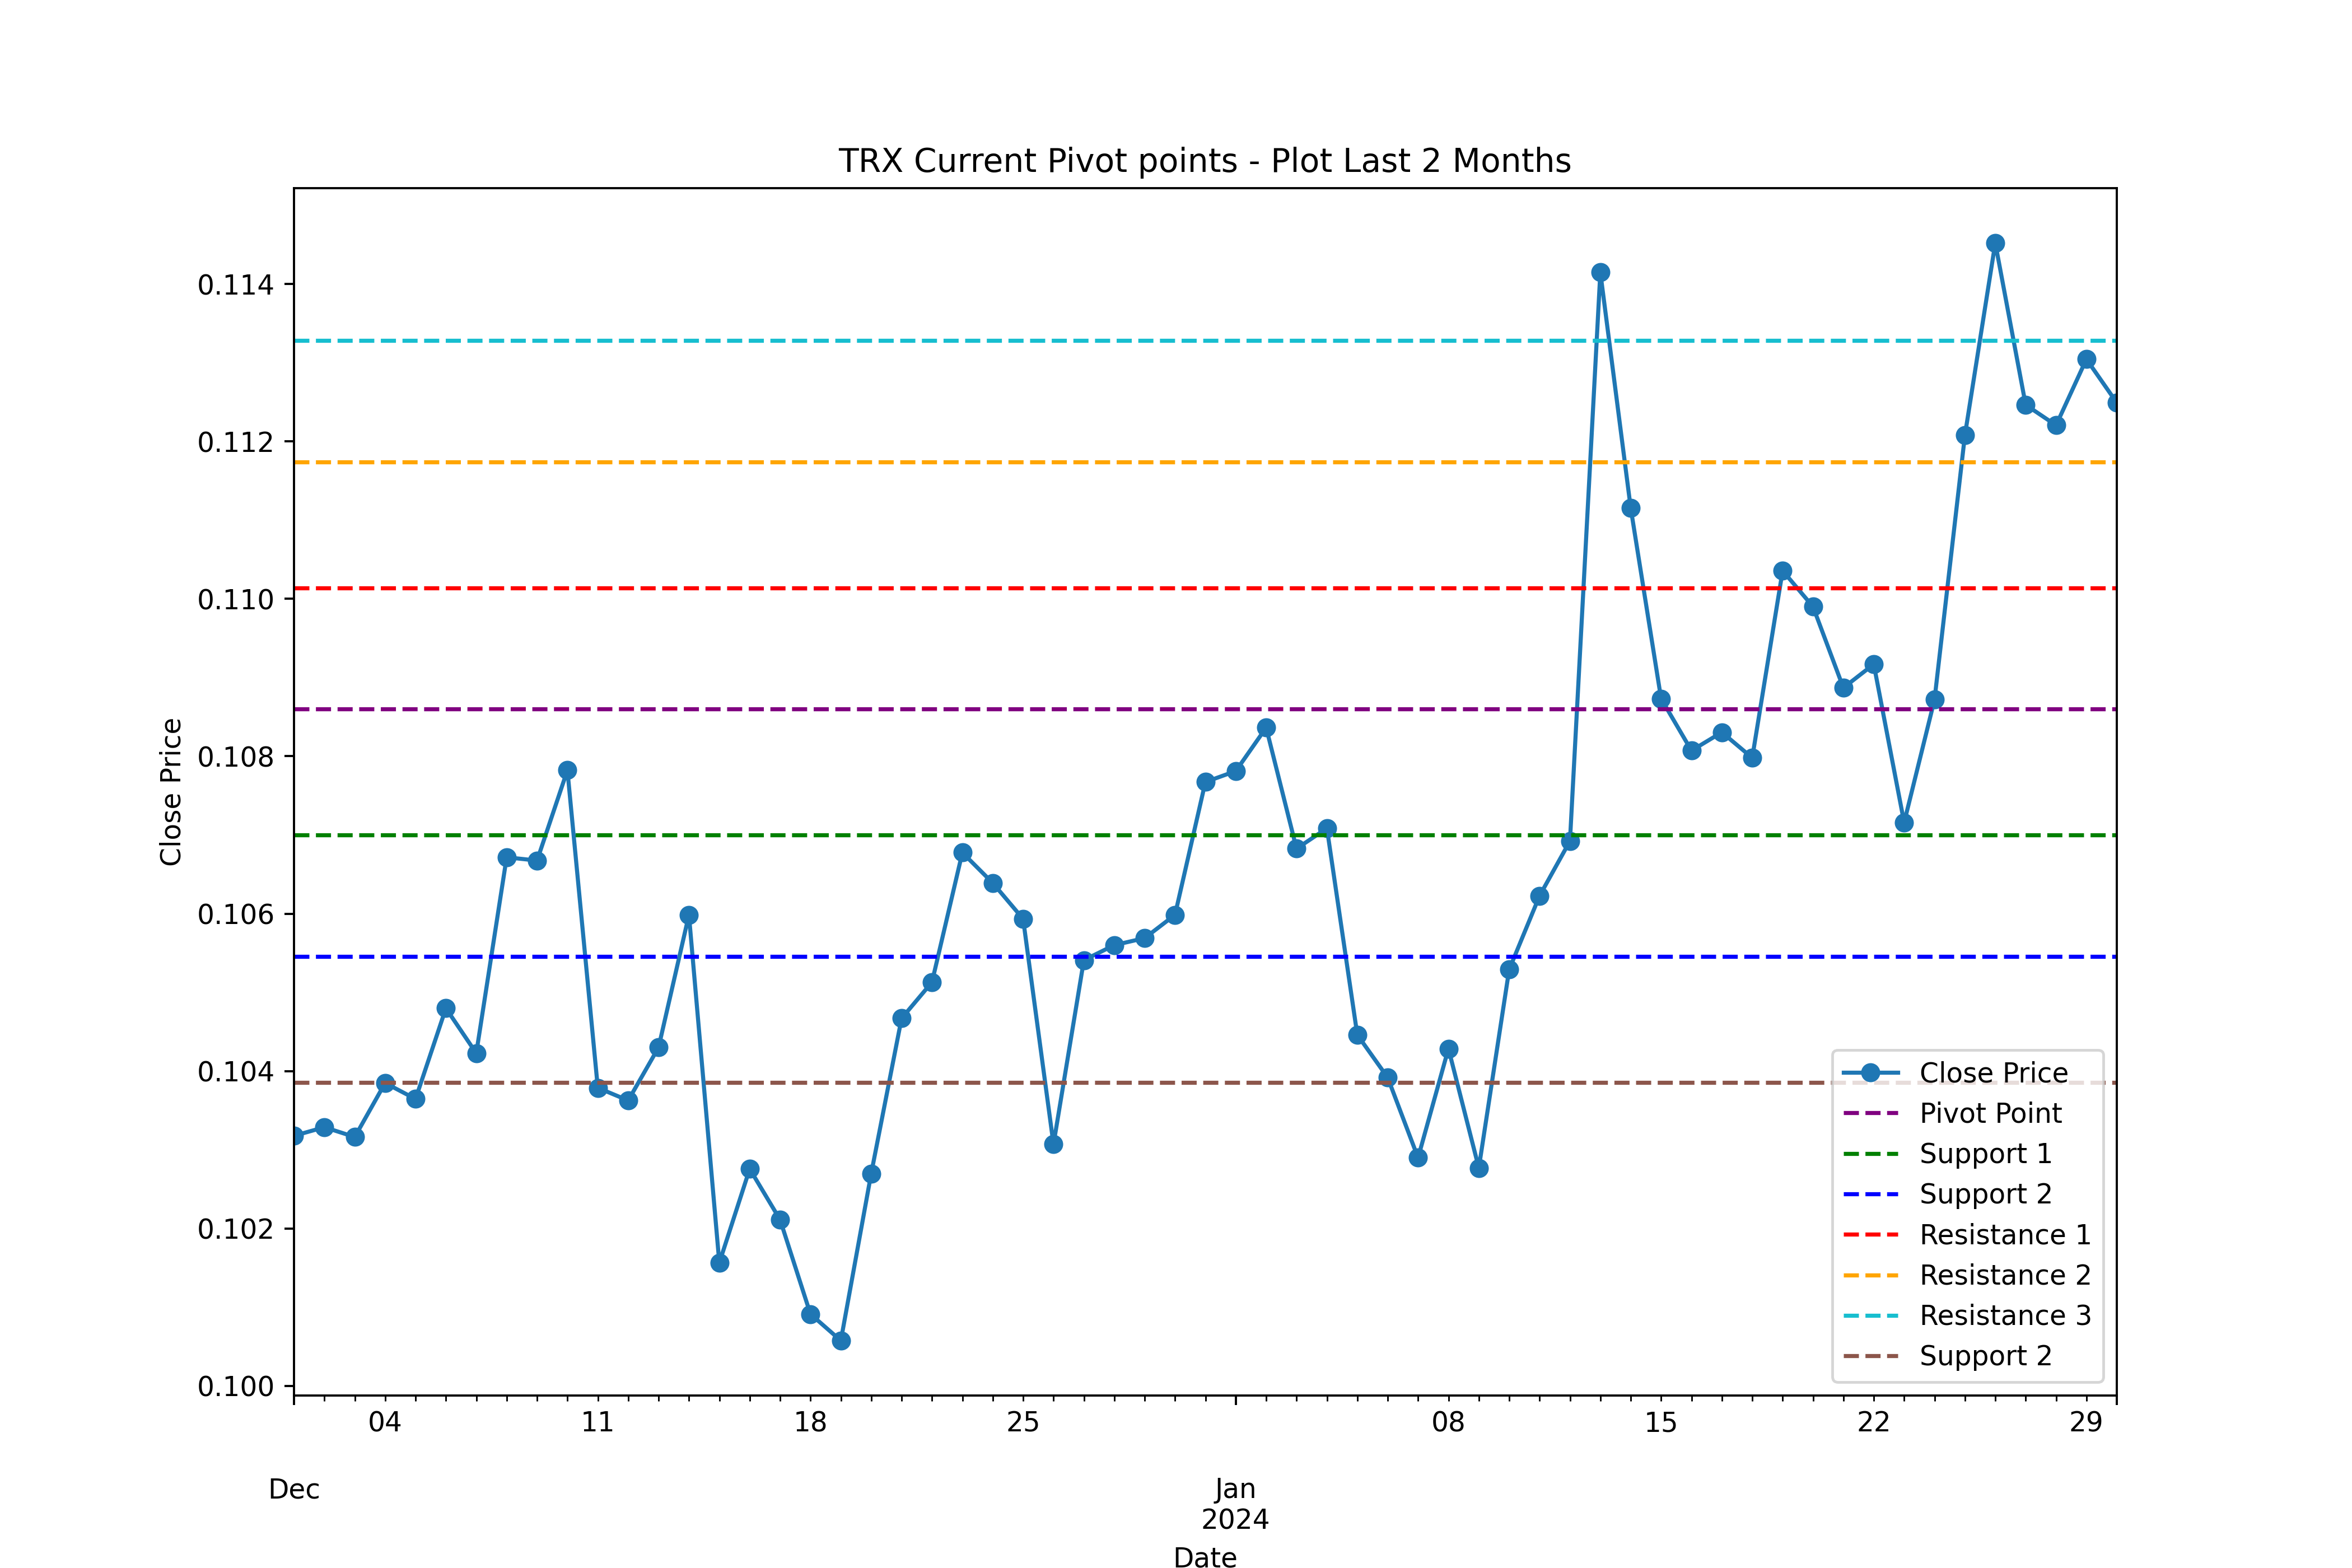 TRX Current Pivot points - Plot Last 2 Months
Close Price
0.114
0.112
0.110
0.108
0.106
0.104
0.102
0.100
Close Price
Pivot Point
Support 1
Support 2
Resistance 1
Resistance 2
Resistance 3
Support 2
04 11 18 25 08 15 22 29
Dec Jan
2024
Date